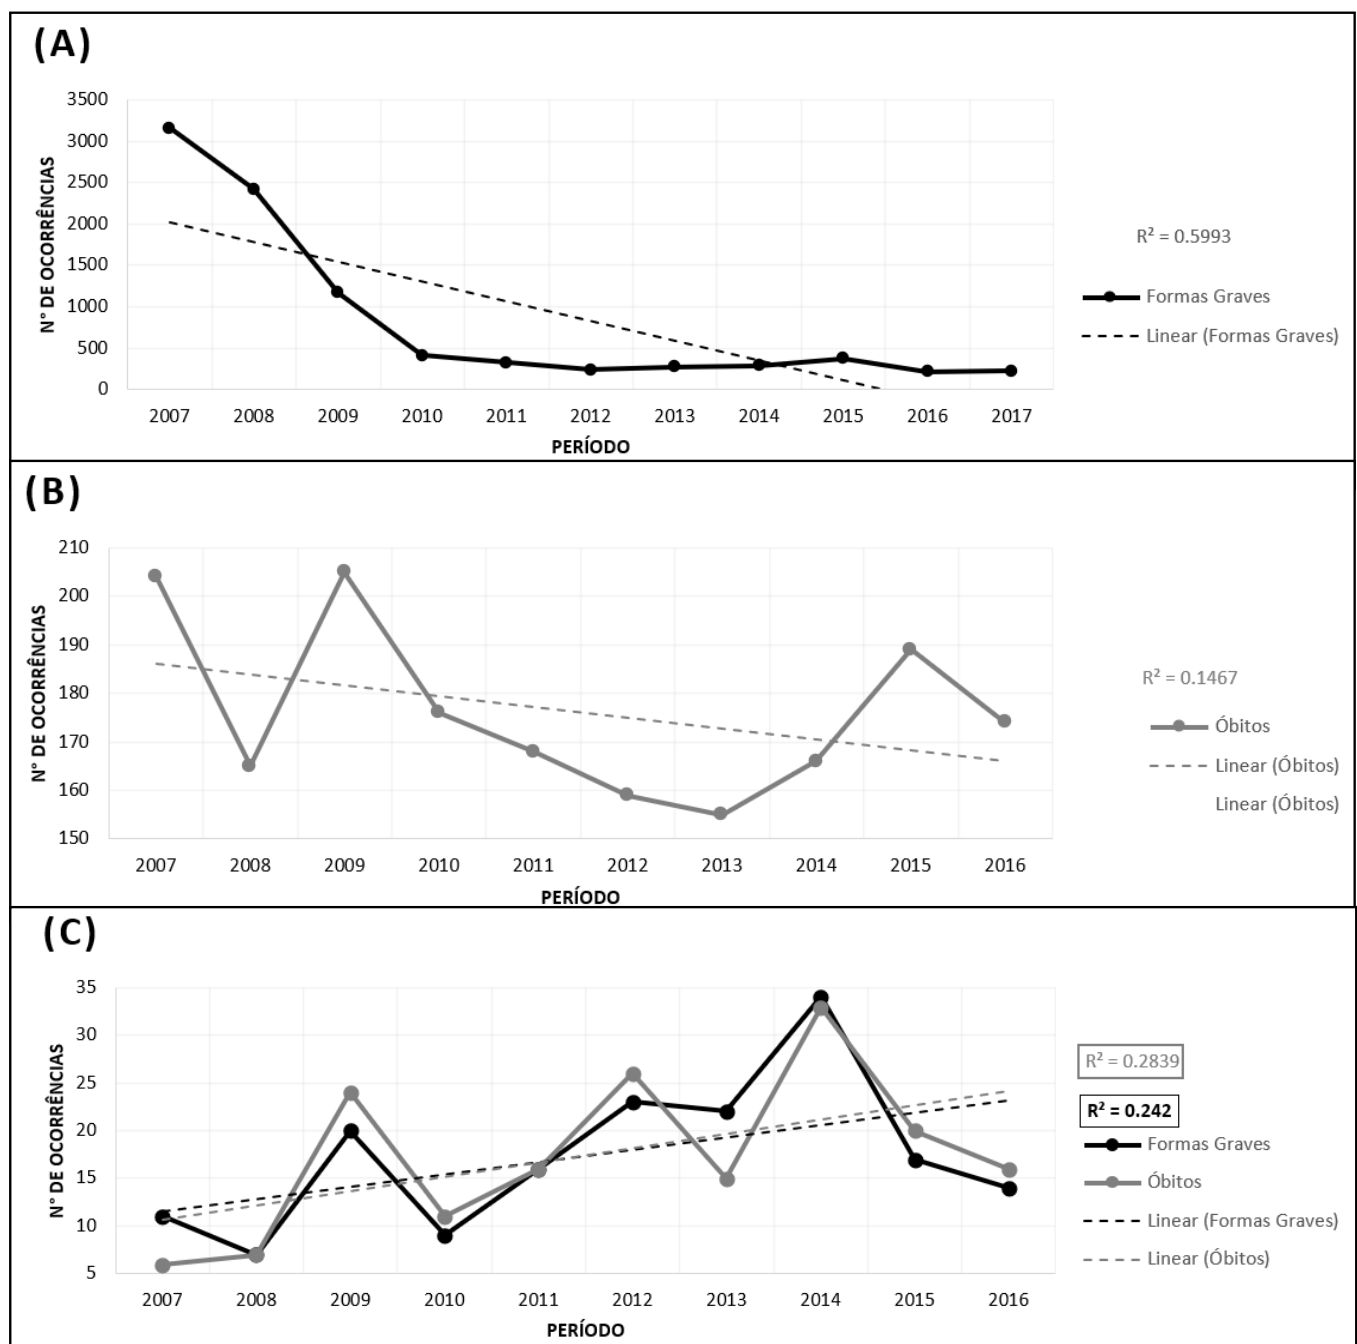 (A)
3500
3000
2500
2000
1500
1000
500
0
N° DE OCORRÊNCIAS
2007 2008 2009 2010 2011 2012 2013 2014 2015 2016 2017
PERÍODO
R² = 0.5993
Formas Graves
Linear (Formas Graves)
(B)
210
200
190
180
170
160
150
N° DE OCORRÊNCIAS
2007 2008 2009 2010 2011 2012 2013 2014 2015 2016
PERÍODO
R² = 0.1467
Óbitos
Linear (Óbitos)
Linear (Óbitos)
(C)
35
30
25
20
15
10
5
N° DE OCORRÊNCIAS
2007 2008 2009 2010 2011 2012 2013 2014 2015 2016
PERÍODO
R² = 0.2839
R² = 0.242
Formas Graves
Óbitos
Linear (Formas Graves)
Linear (Óbitos)